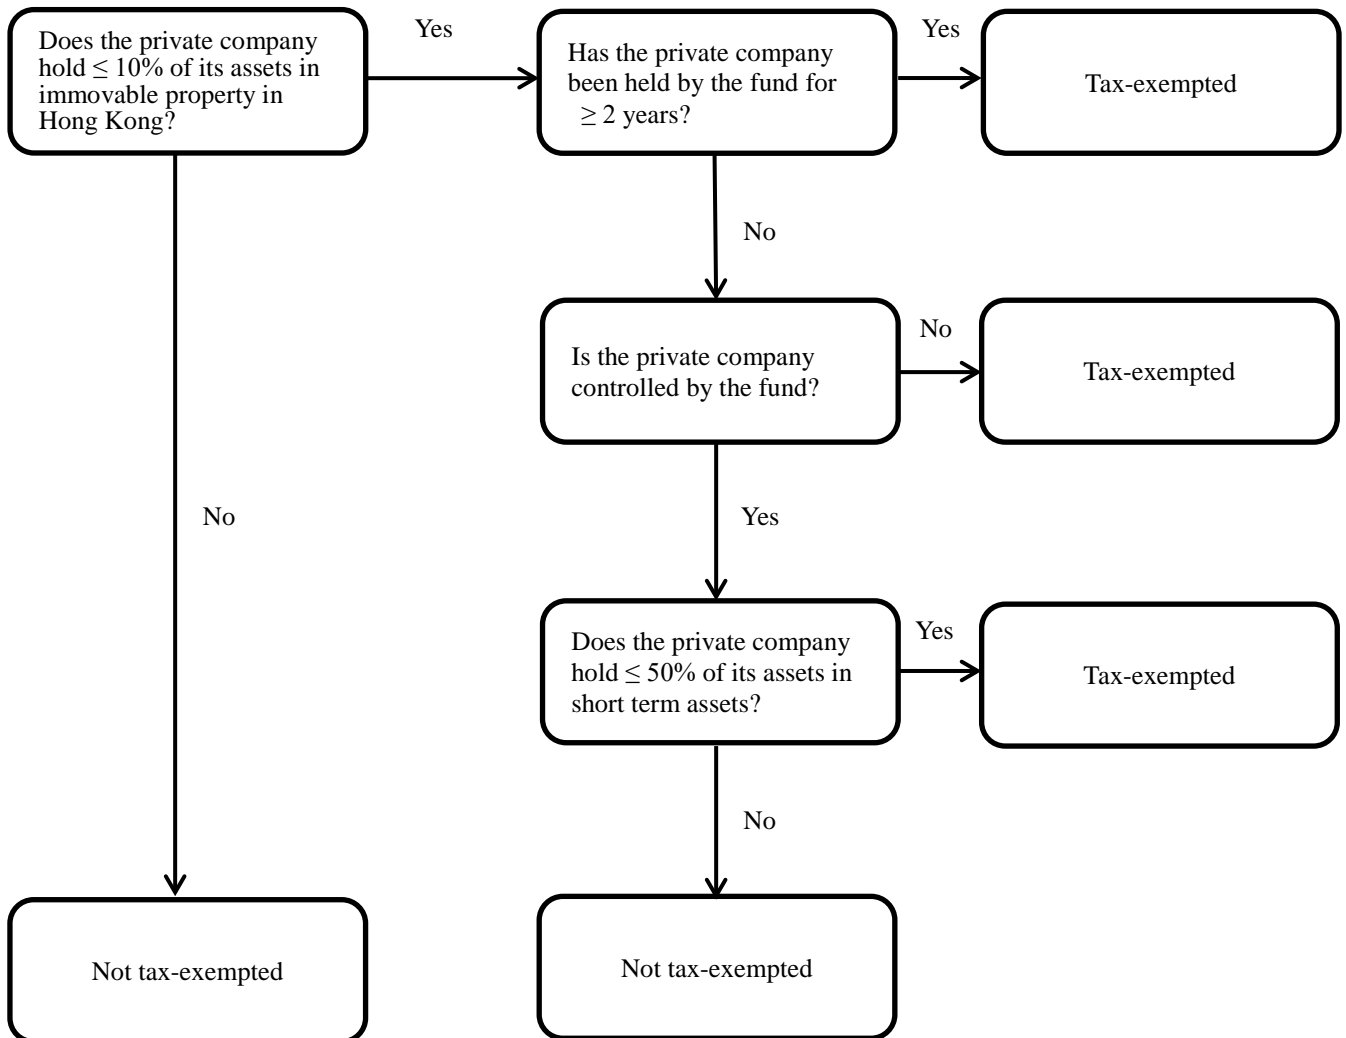 Does the private company
hold ≤ 10% of its assets in
immovable property in
Hong Kong?
Yes
Has the private company
been held by the fund for
≥ 2 years?
Yes
Tax-exempted
No
Is the private company
controlled by the fund?
No
Tax-exempted
No
Yes
Does the private company
hold ≤ 50% of its assets in
short term assets?
Yes
Tax-exempted
No
Not tax-exempted
Not tax-exempted